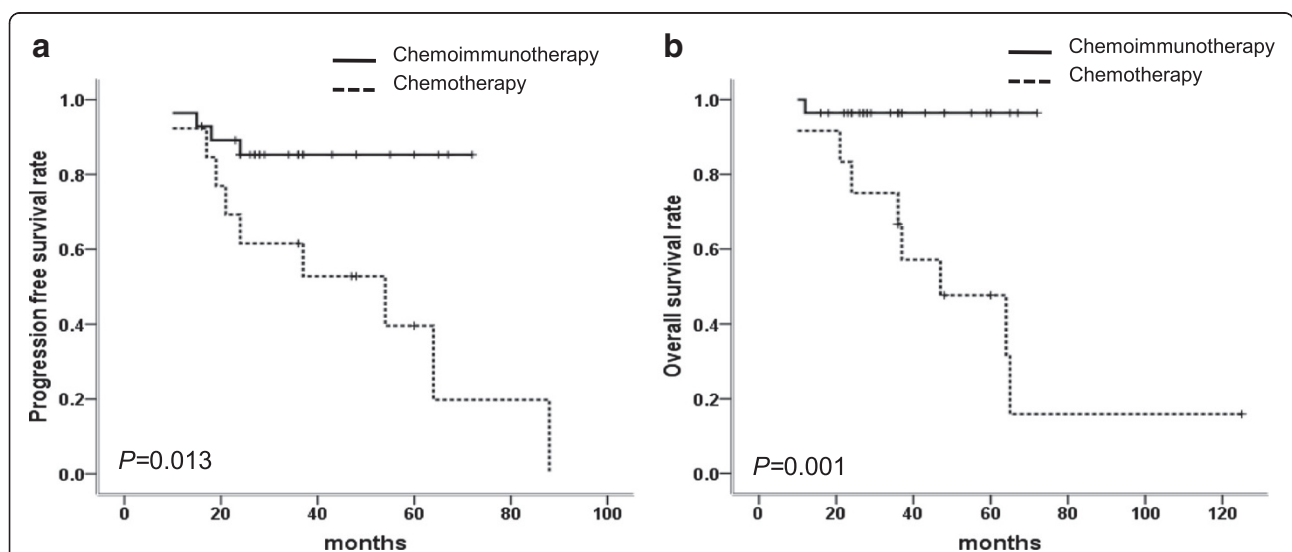 a
Chemoimmunotherapy
Chemotherapy
Progression free survival rate
1.0
0.8
0.6
0.4
0.2
0.0
P=0.013
0 20 40 60 80 100
months
b
Chemoimmunotherapy
Chemotherapy
Overall survival rate
1.0
0.8
0.6
0.4
0.2
0.0
P=0.001
0 20 40 60 80 100 120
months